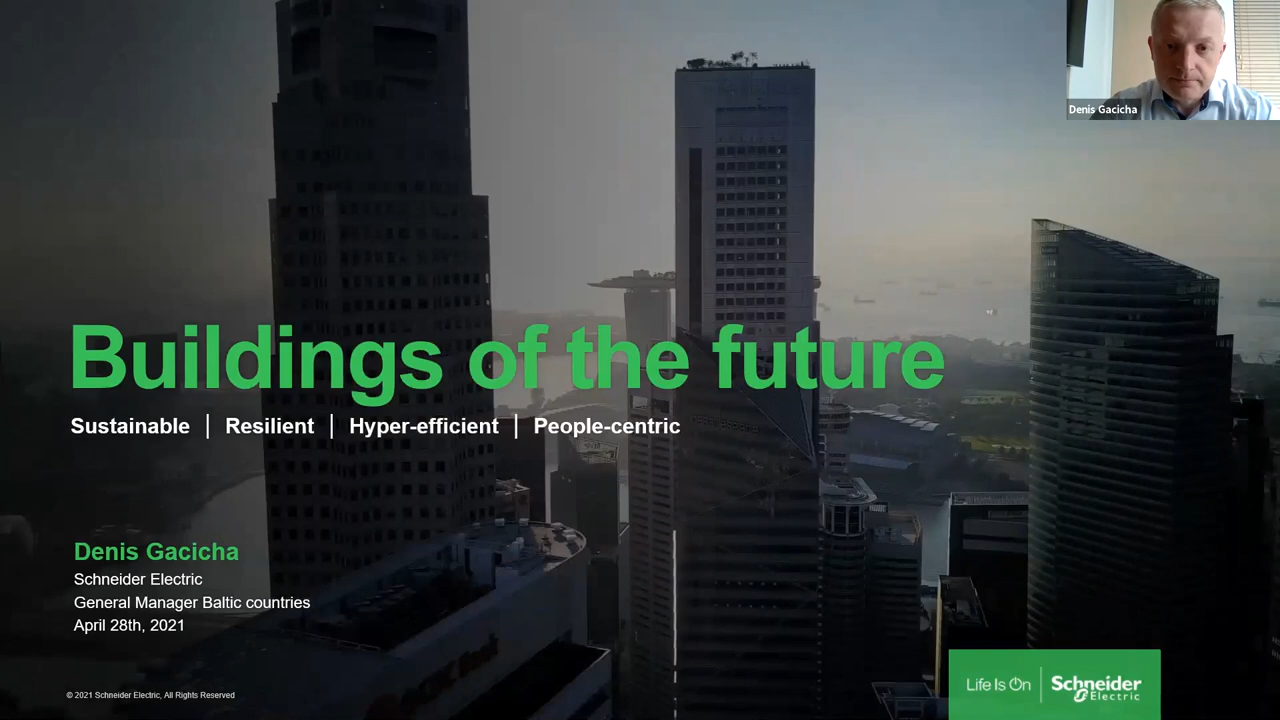 Denis Gacicha
Buildings of the future
Sustainable | Resilient | Hyper-efficient | People-centric
Denis Gacicha
Schneider Electric
General Manager Baltic countries
April 28th, 2021
© 2021 Schneider Electric, All Rights Reserved
Life Is On | Schneider Electric